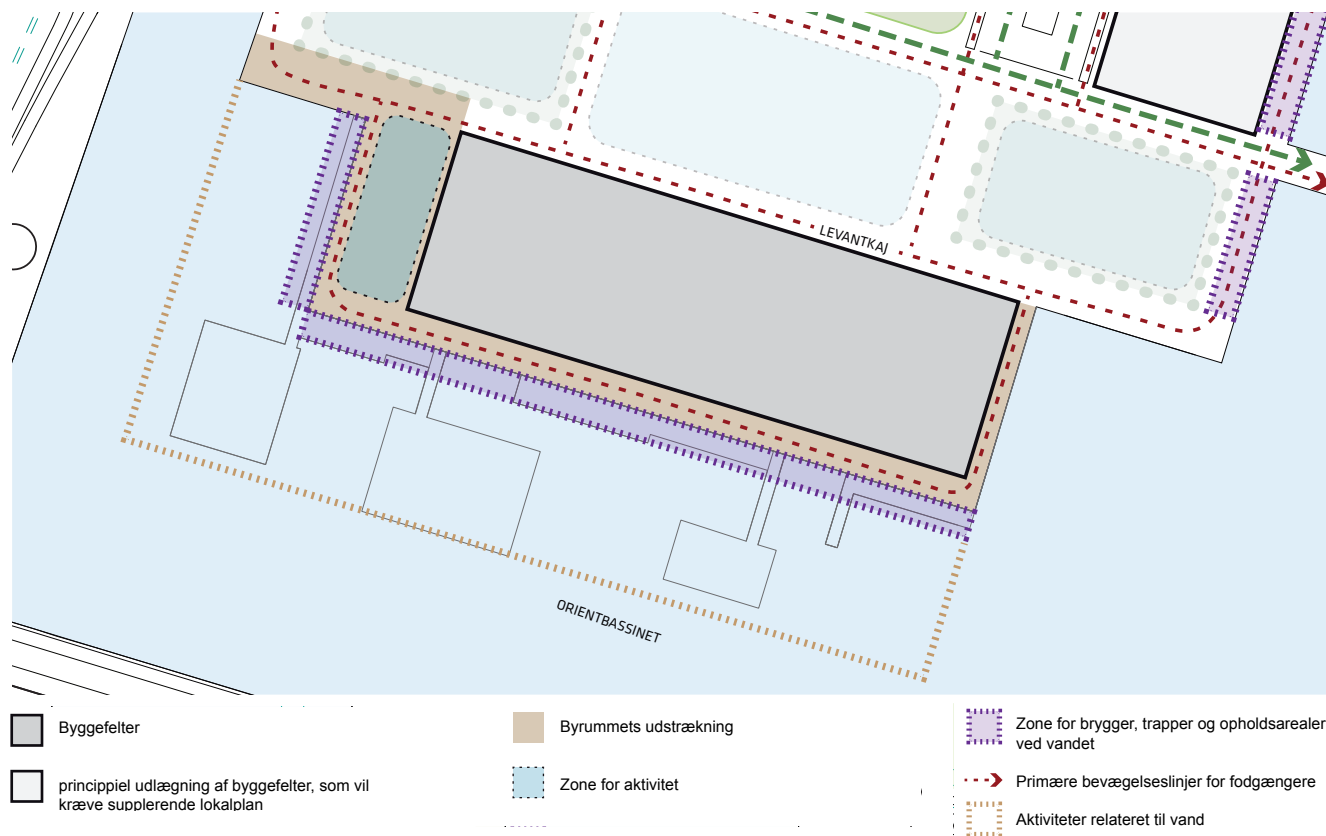 LEVANTKAJ
ORIENTBASSINET
Byggefelter
princippiel udlægning af byggefelter, som vil
kræve supplerende lokalplan
Byrummets udstrækning
Zone for aktivitet
Zone for brygger, trapper og opholdsarealer
ved vandet
Primære bevægelseslinjer for fodgængere
Aktiviteter relateret til vand